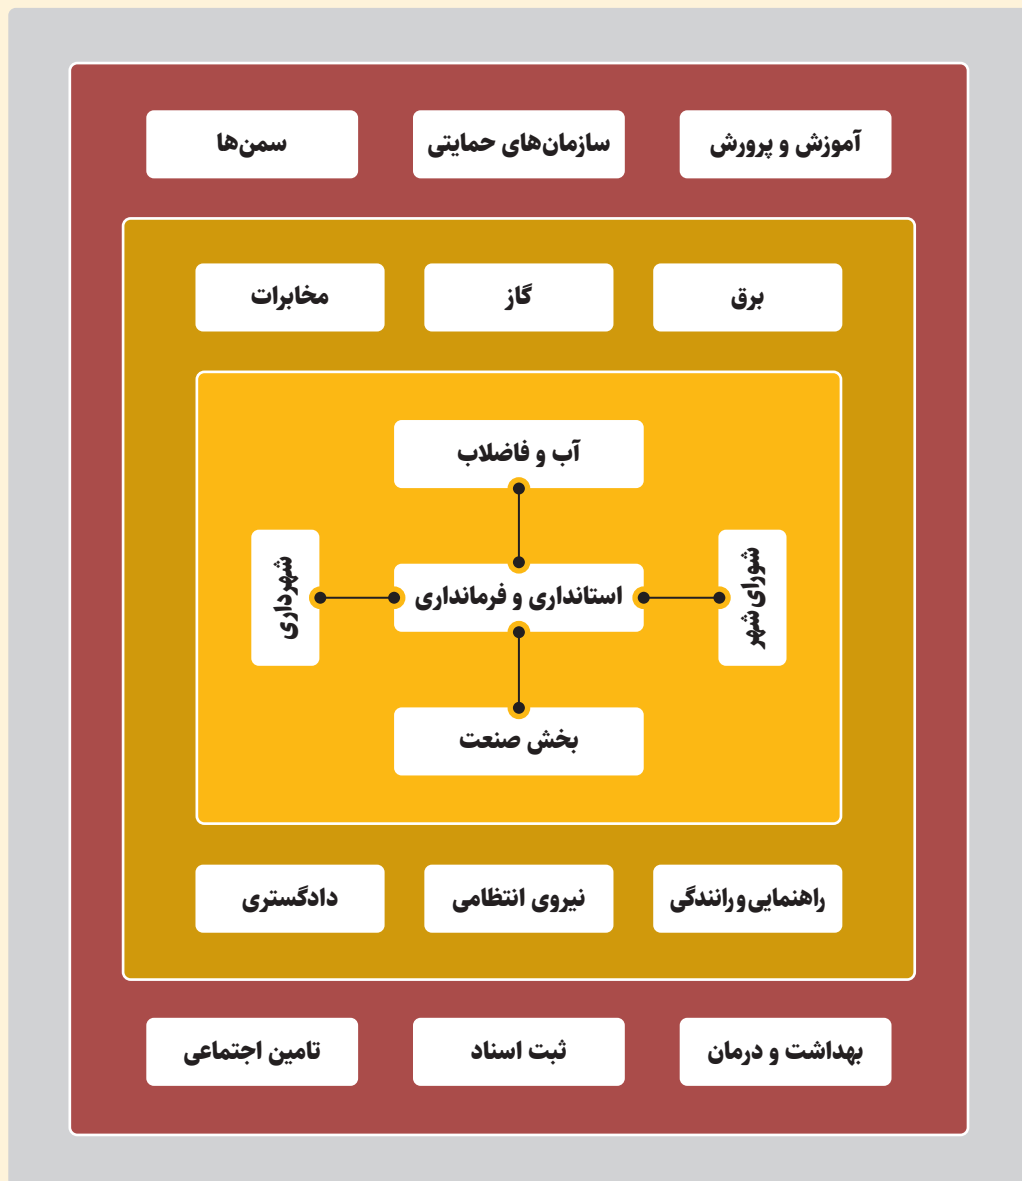 آموزش و پرورش
سازمان‌های حمایتی
سمن‌ها
برق
گاز
مخابرات
آب و فاضلاب
شورای شهر
استانداری و فرمانداری
شهرداری
بخش صنعت
راهنمایی و رانندگی
نیروی انتظامی
دادگستری
بهداشت و درمان
ثبت اسناد
تامین اجتماعی